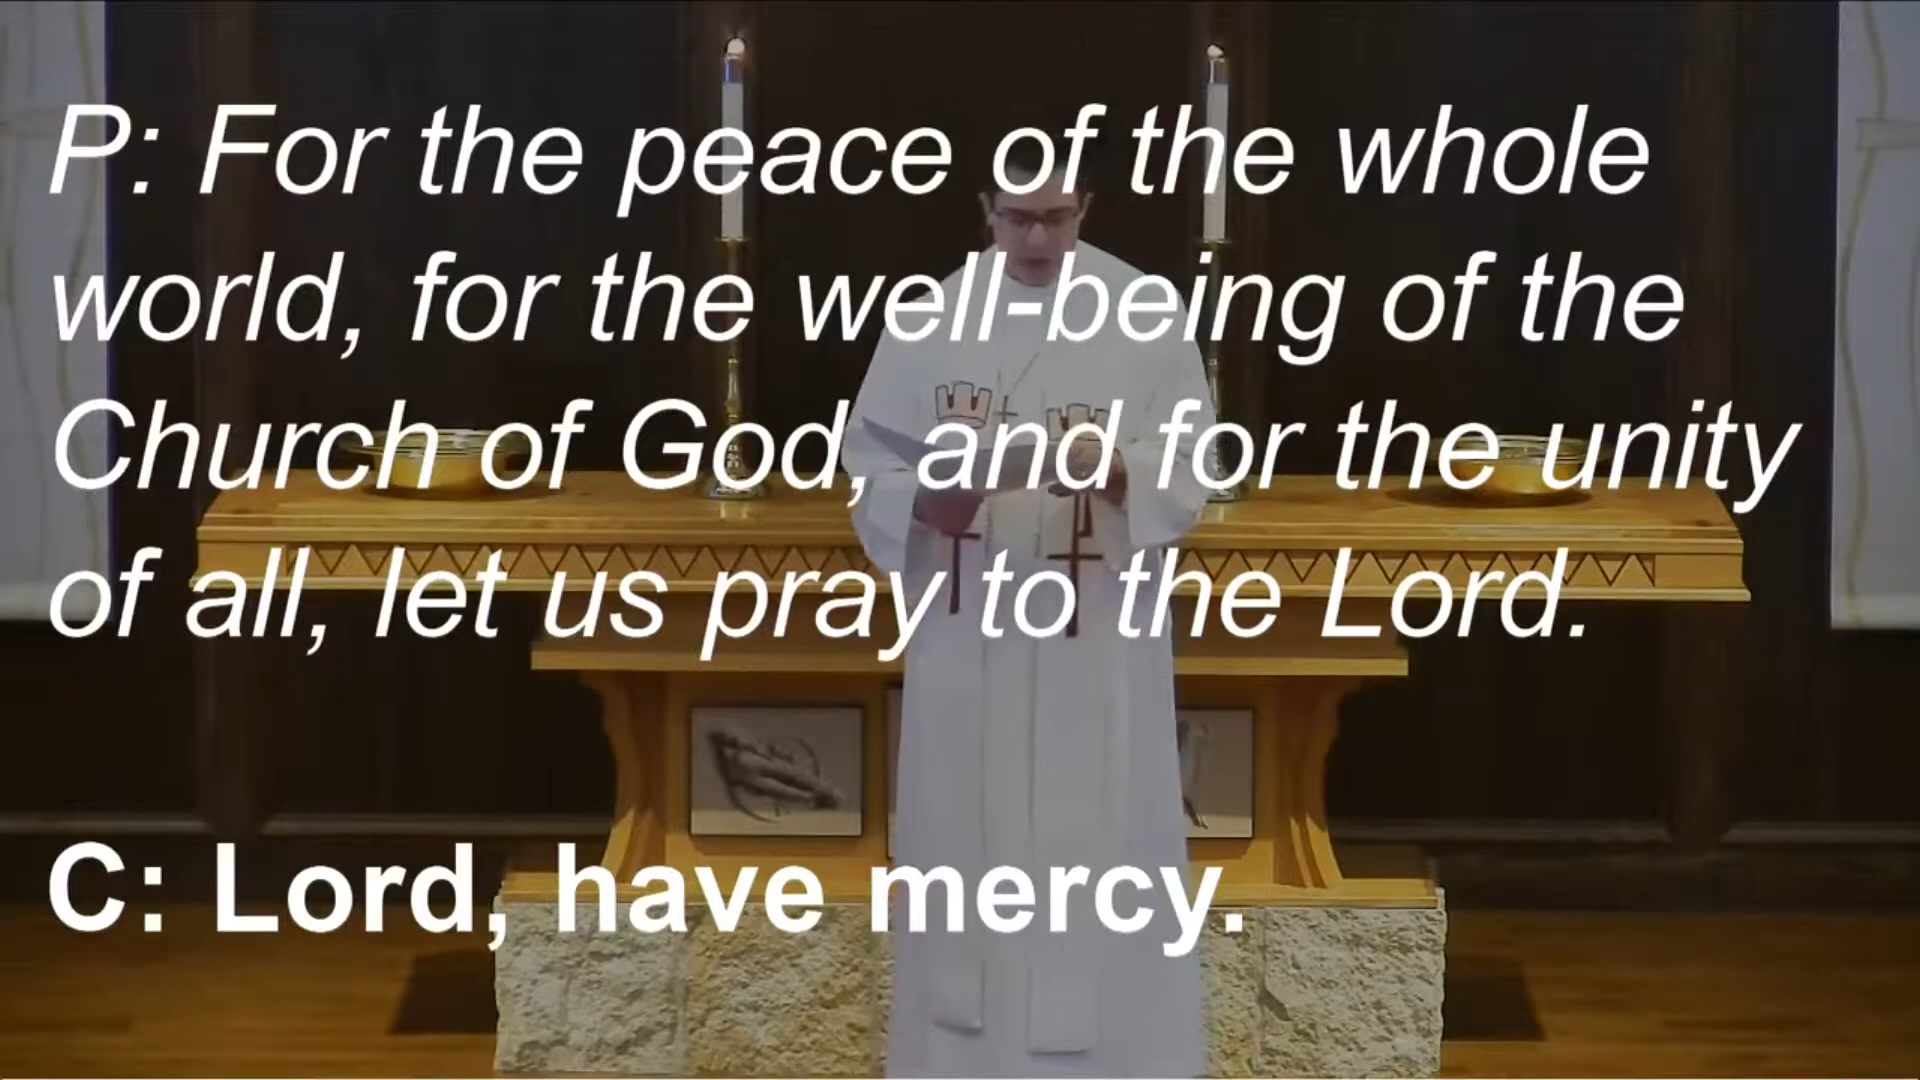 P: For the peace of the whole
world, for the well-being of the
Church of God, and for the unity
of all, let us pray to the Lord.
C: Lord, have mercy.